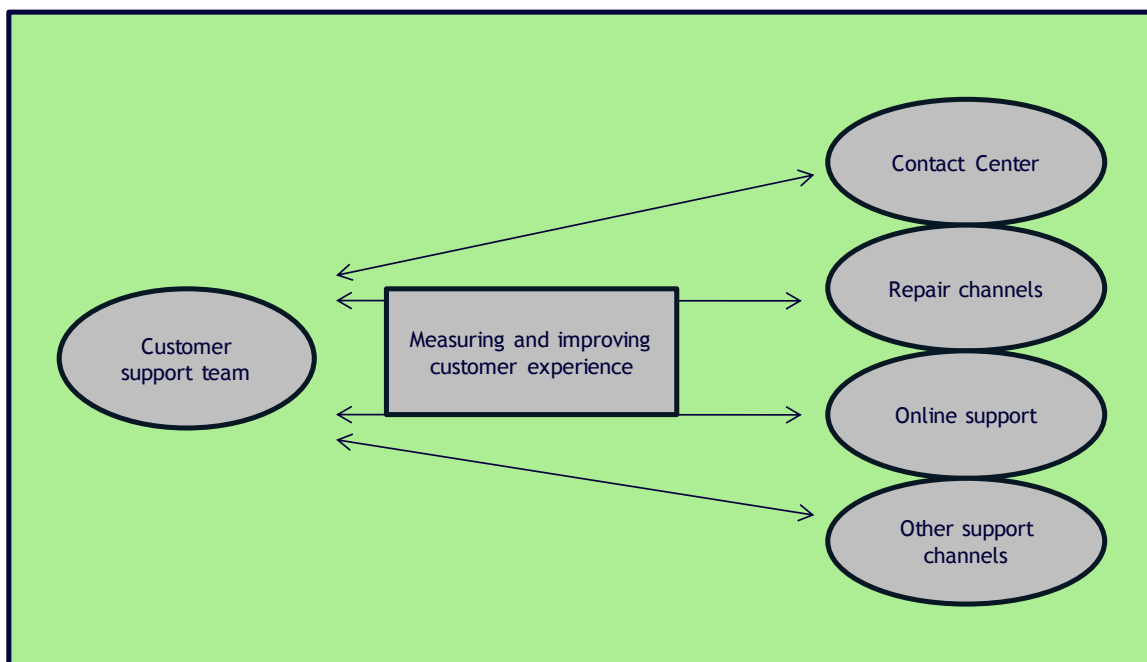 Contact Center
Repair channels
Customer
support team
Measuring and improving
customer experience
Online support
Other support
channels